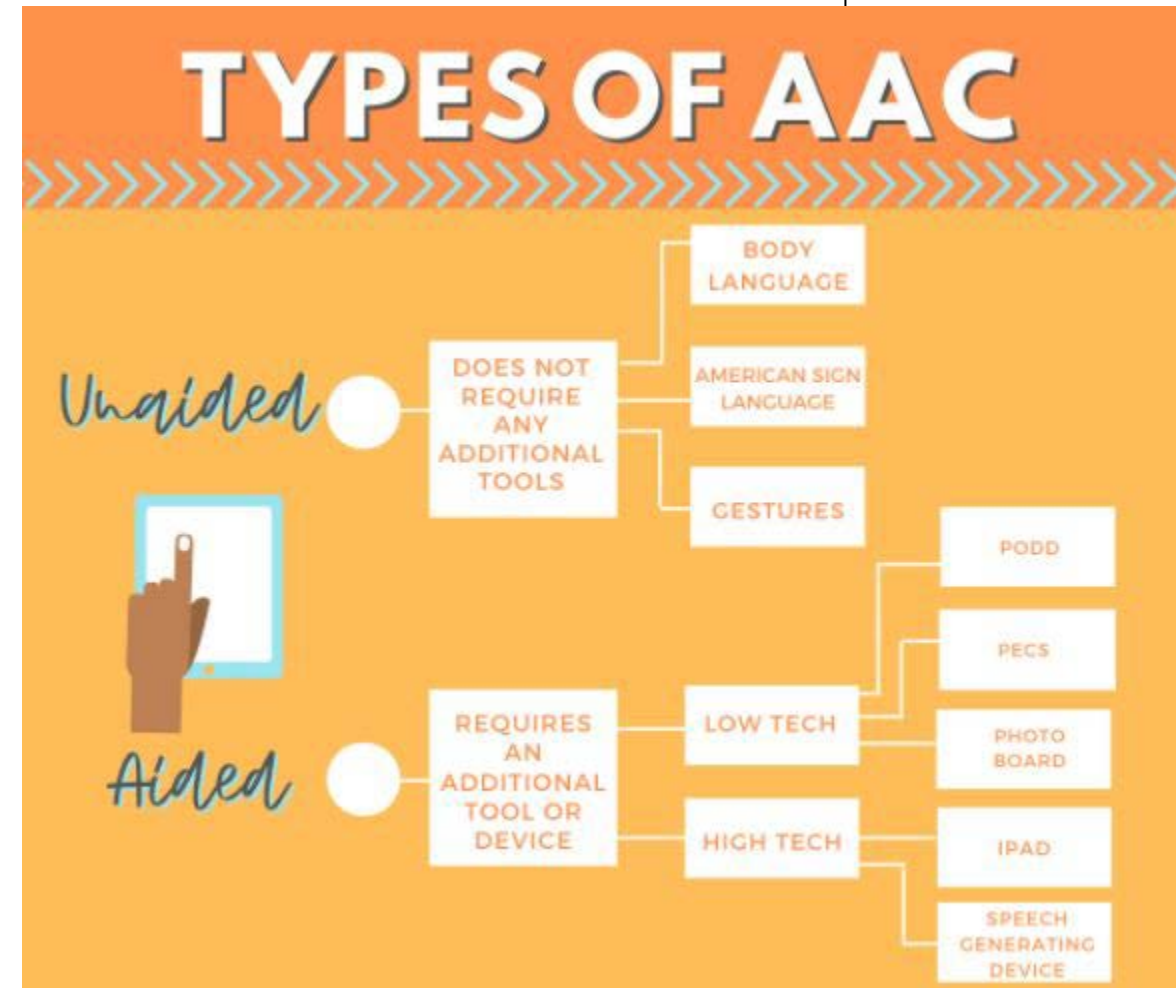 TYPES OF AAC
Unaided
DOES NOT
REQUIRE
ANY
ADDITIONAL
TOOLS
BODY
LANGUAGE
AMERICAN SIGN
LANGUAGE
GESTURES
Aided
REQUIRES
AN
ADDITIONAL
TOOL OR
DEVICE
LOW TECH
PODD
PECS
PHOTO
BOARD
HIGH TECH
IPAD
SPEECH
GENERATING
DEVICE